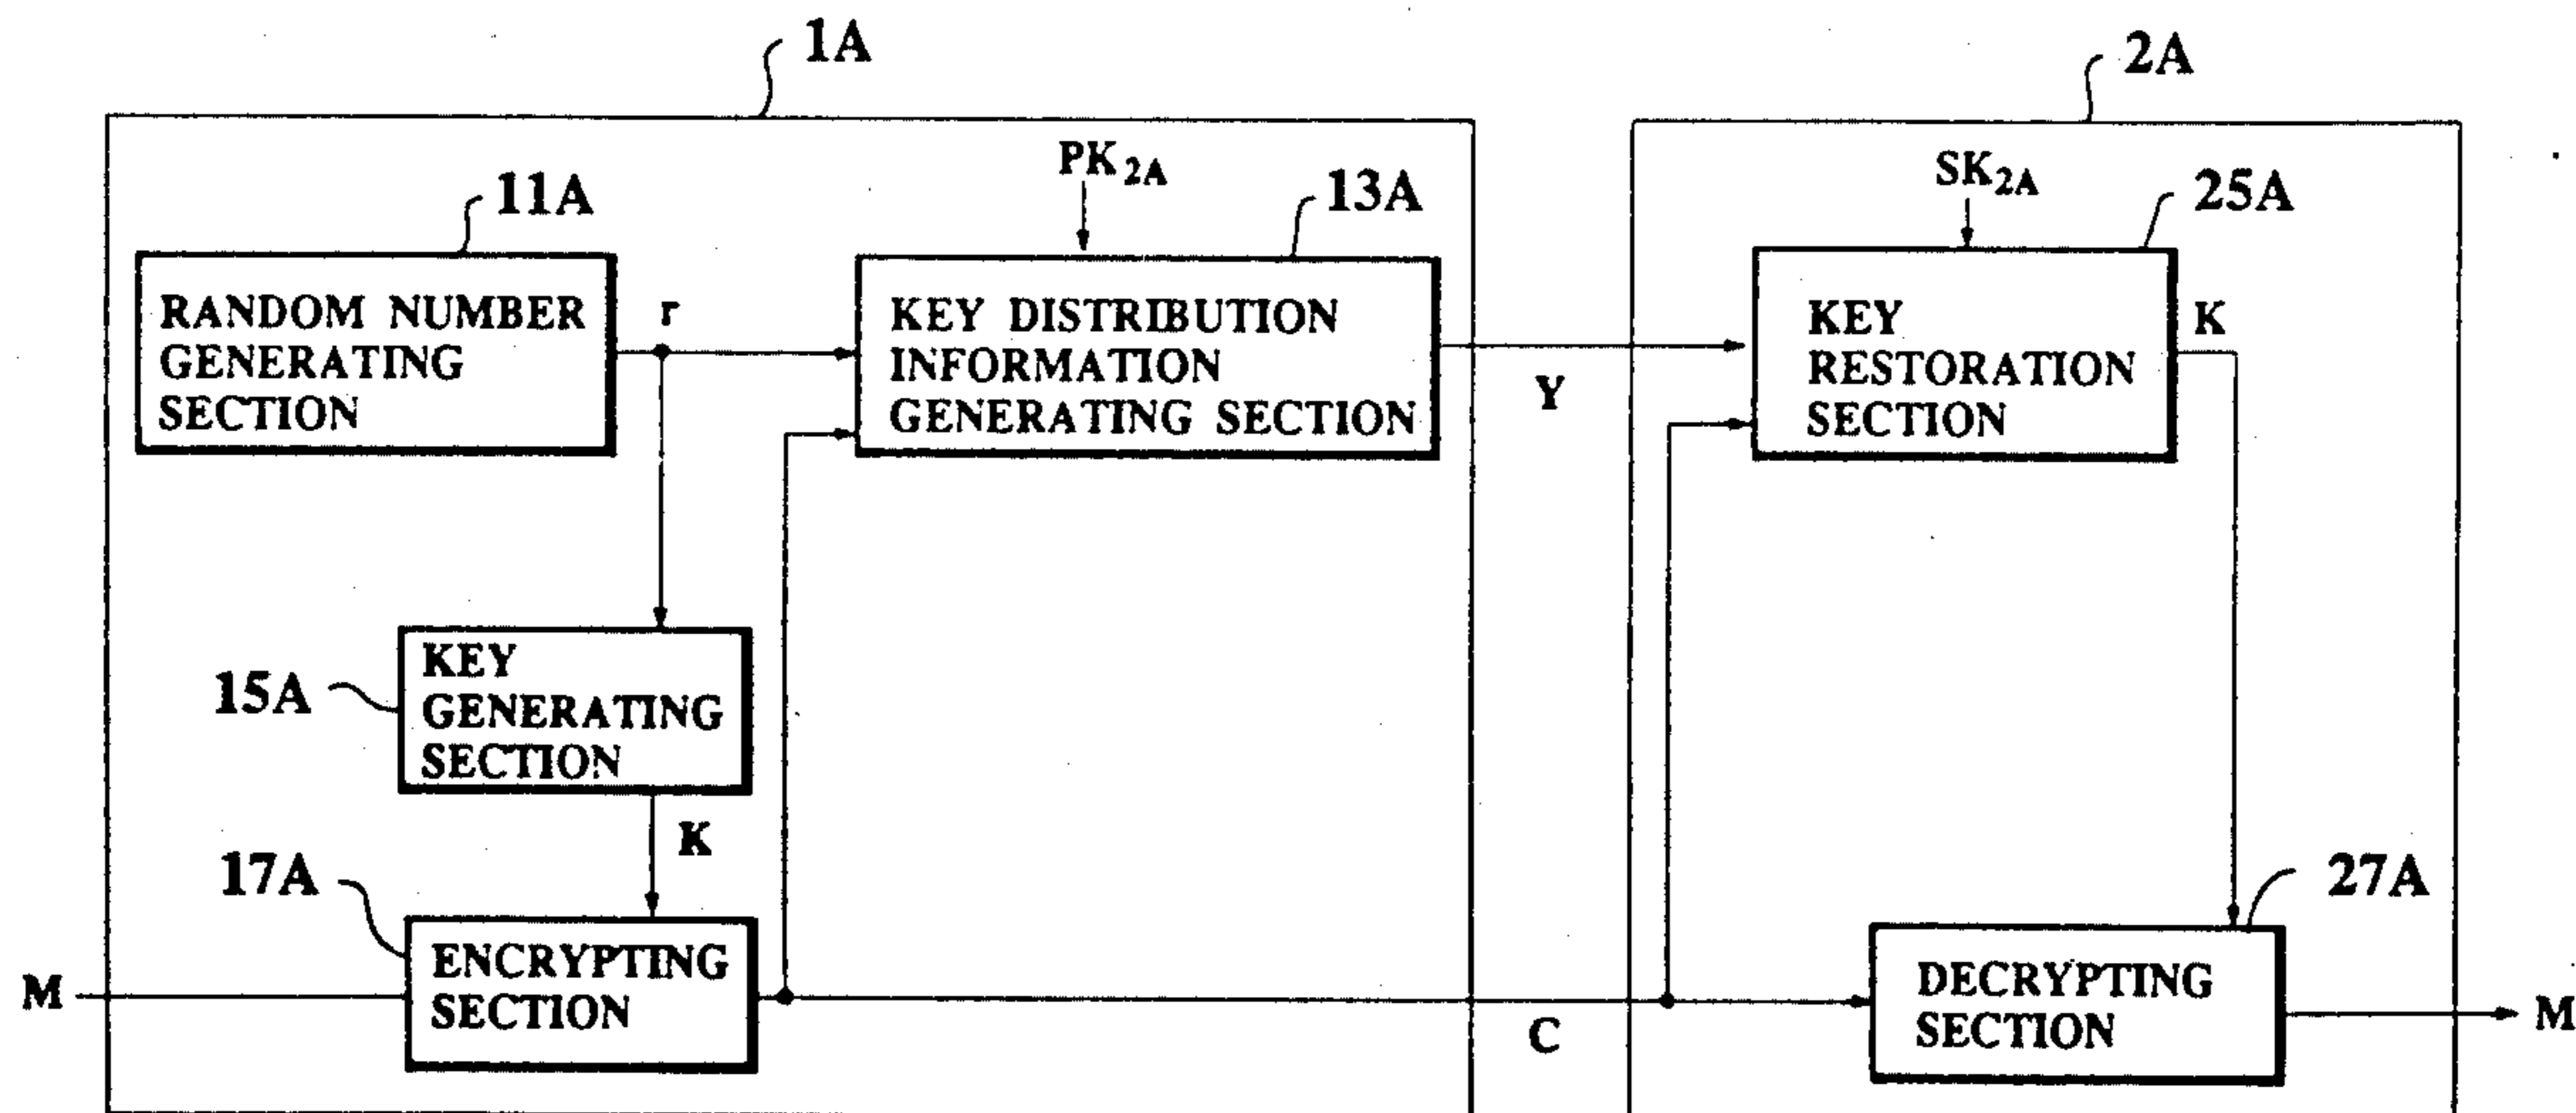 1A
2A
PK2A
SK2A
11A
13A
25A
RANDOM NUMBER
GENERATING
SECTION
r
KEY DISTRIBUTION
INFORMATION
GENERATING SECTION
Y
KEY
RESTORATION
SECTION
K
15A
KEY
GENERATING
SECTION
K
17A
27A
M
ENCRYPTING
SECTION
C
DECRYPTING
SECTION
M